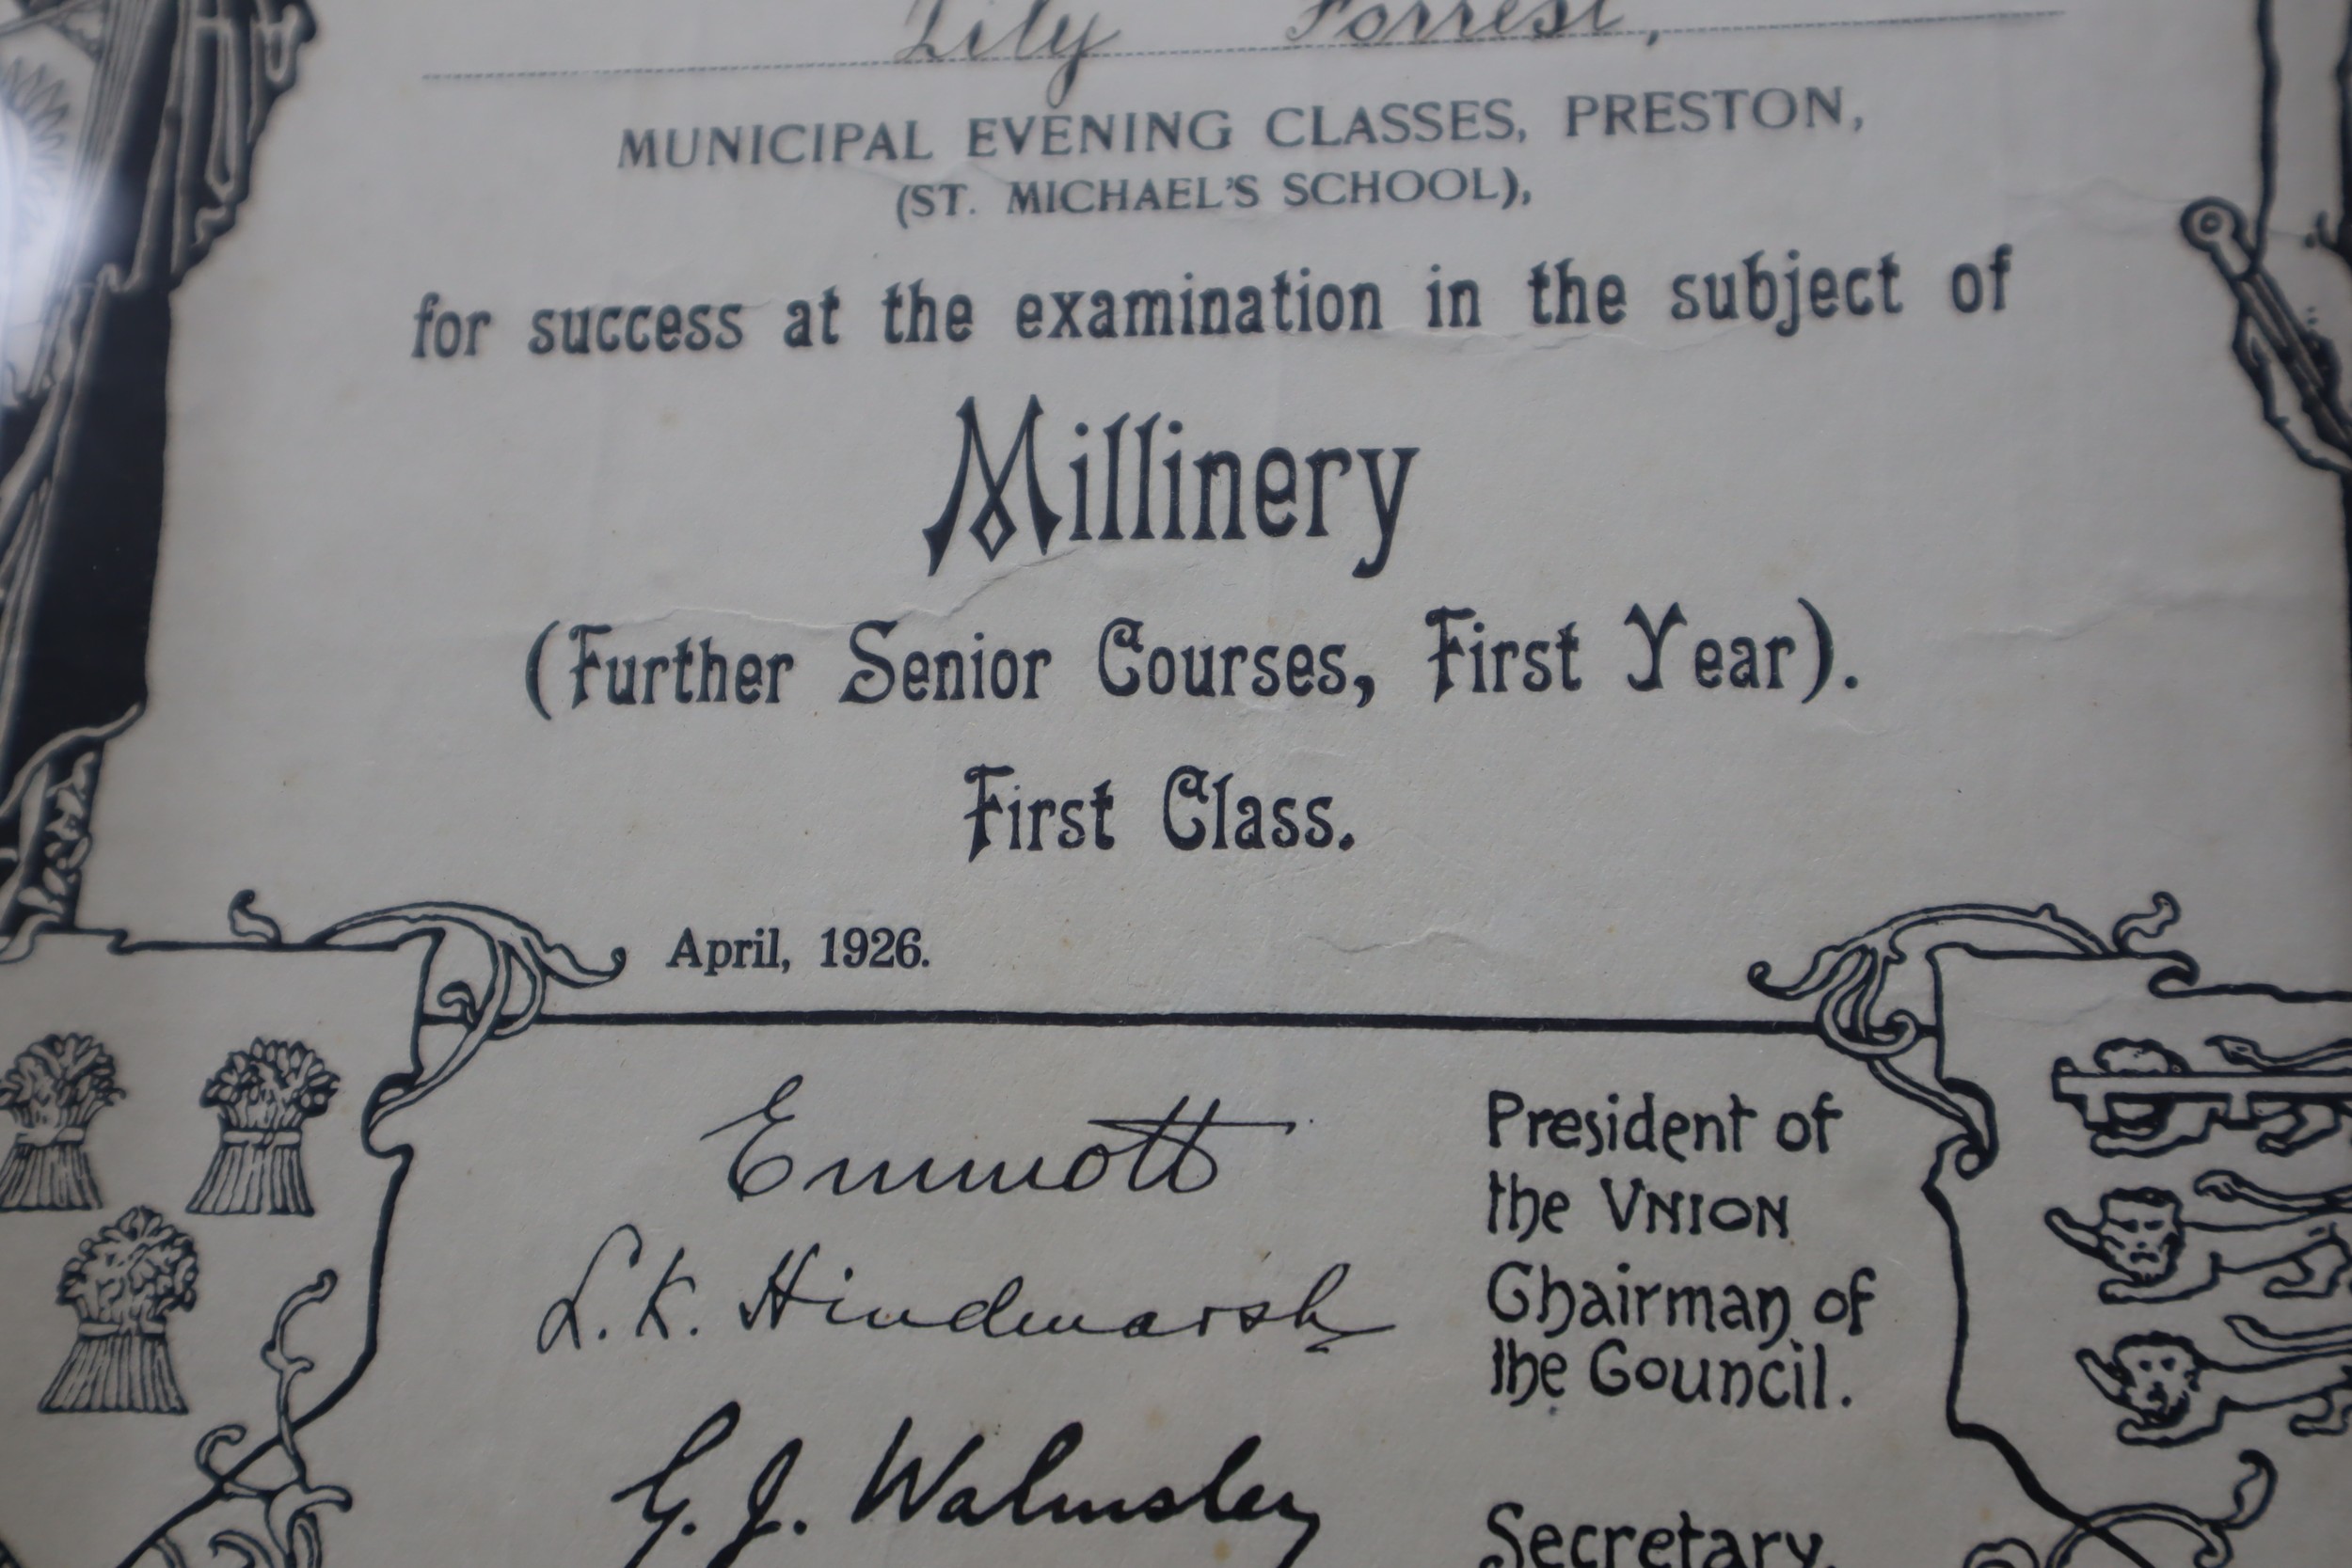 Lily Forrest,
MUNICIPAL EVENING CLASSES, PRESTON,
(ST. MICHAEL'S SCHOOL),
for success at the examination in the subject of
Millinery
(Further Senior Courses, First Year).
First Class.
April, 1926.
Emmott
President of
the UNION
L. K. Hindmarsh
Chairman of
the Council.
G. J. Walmsley
Secretary.